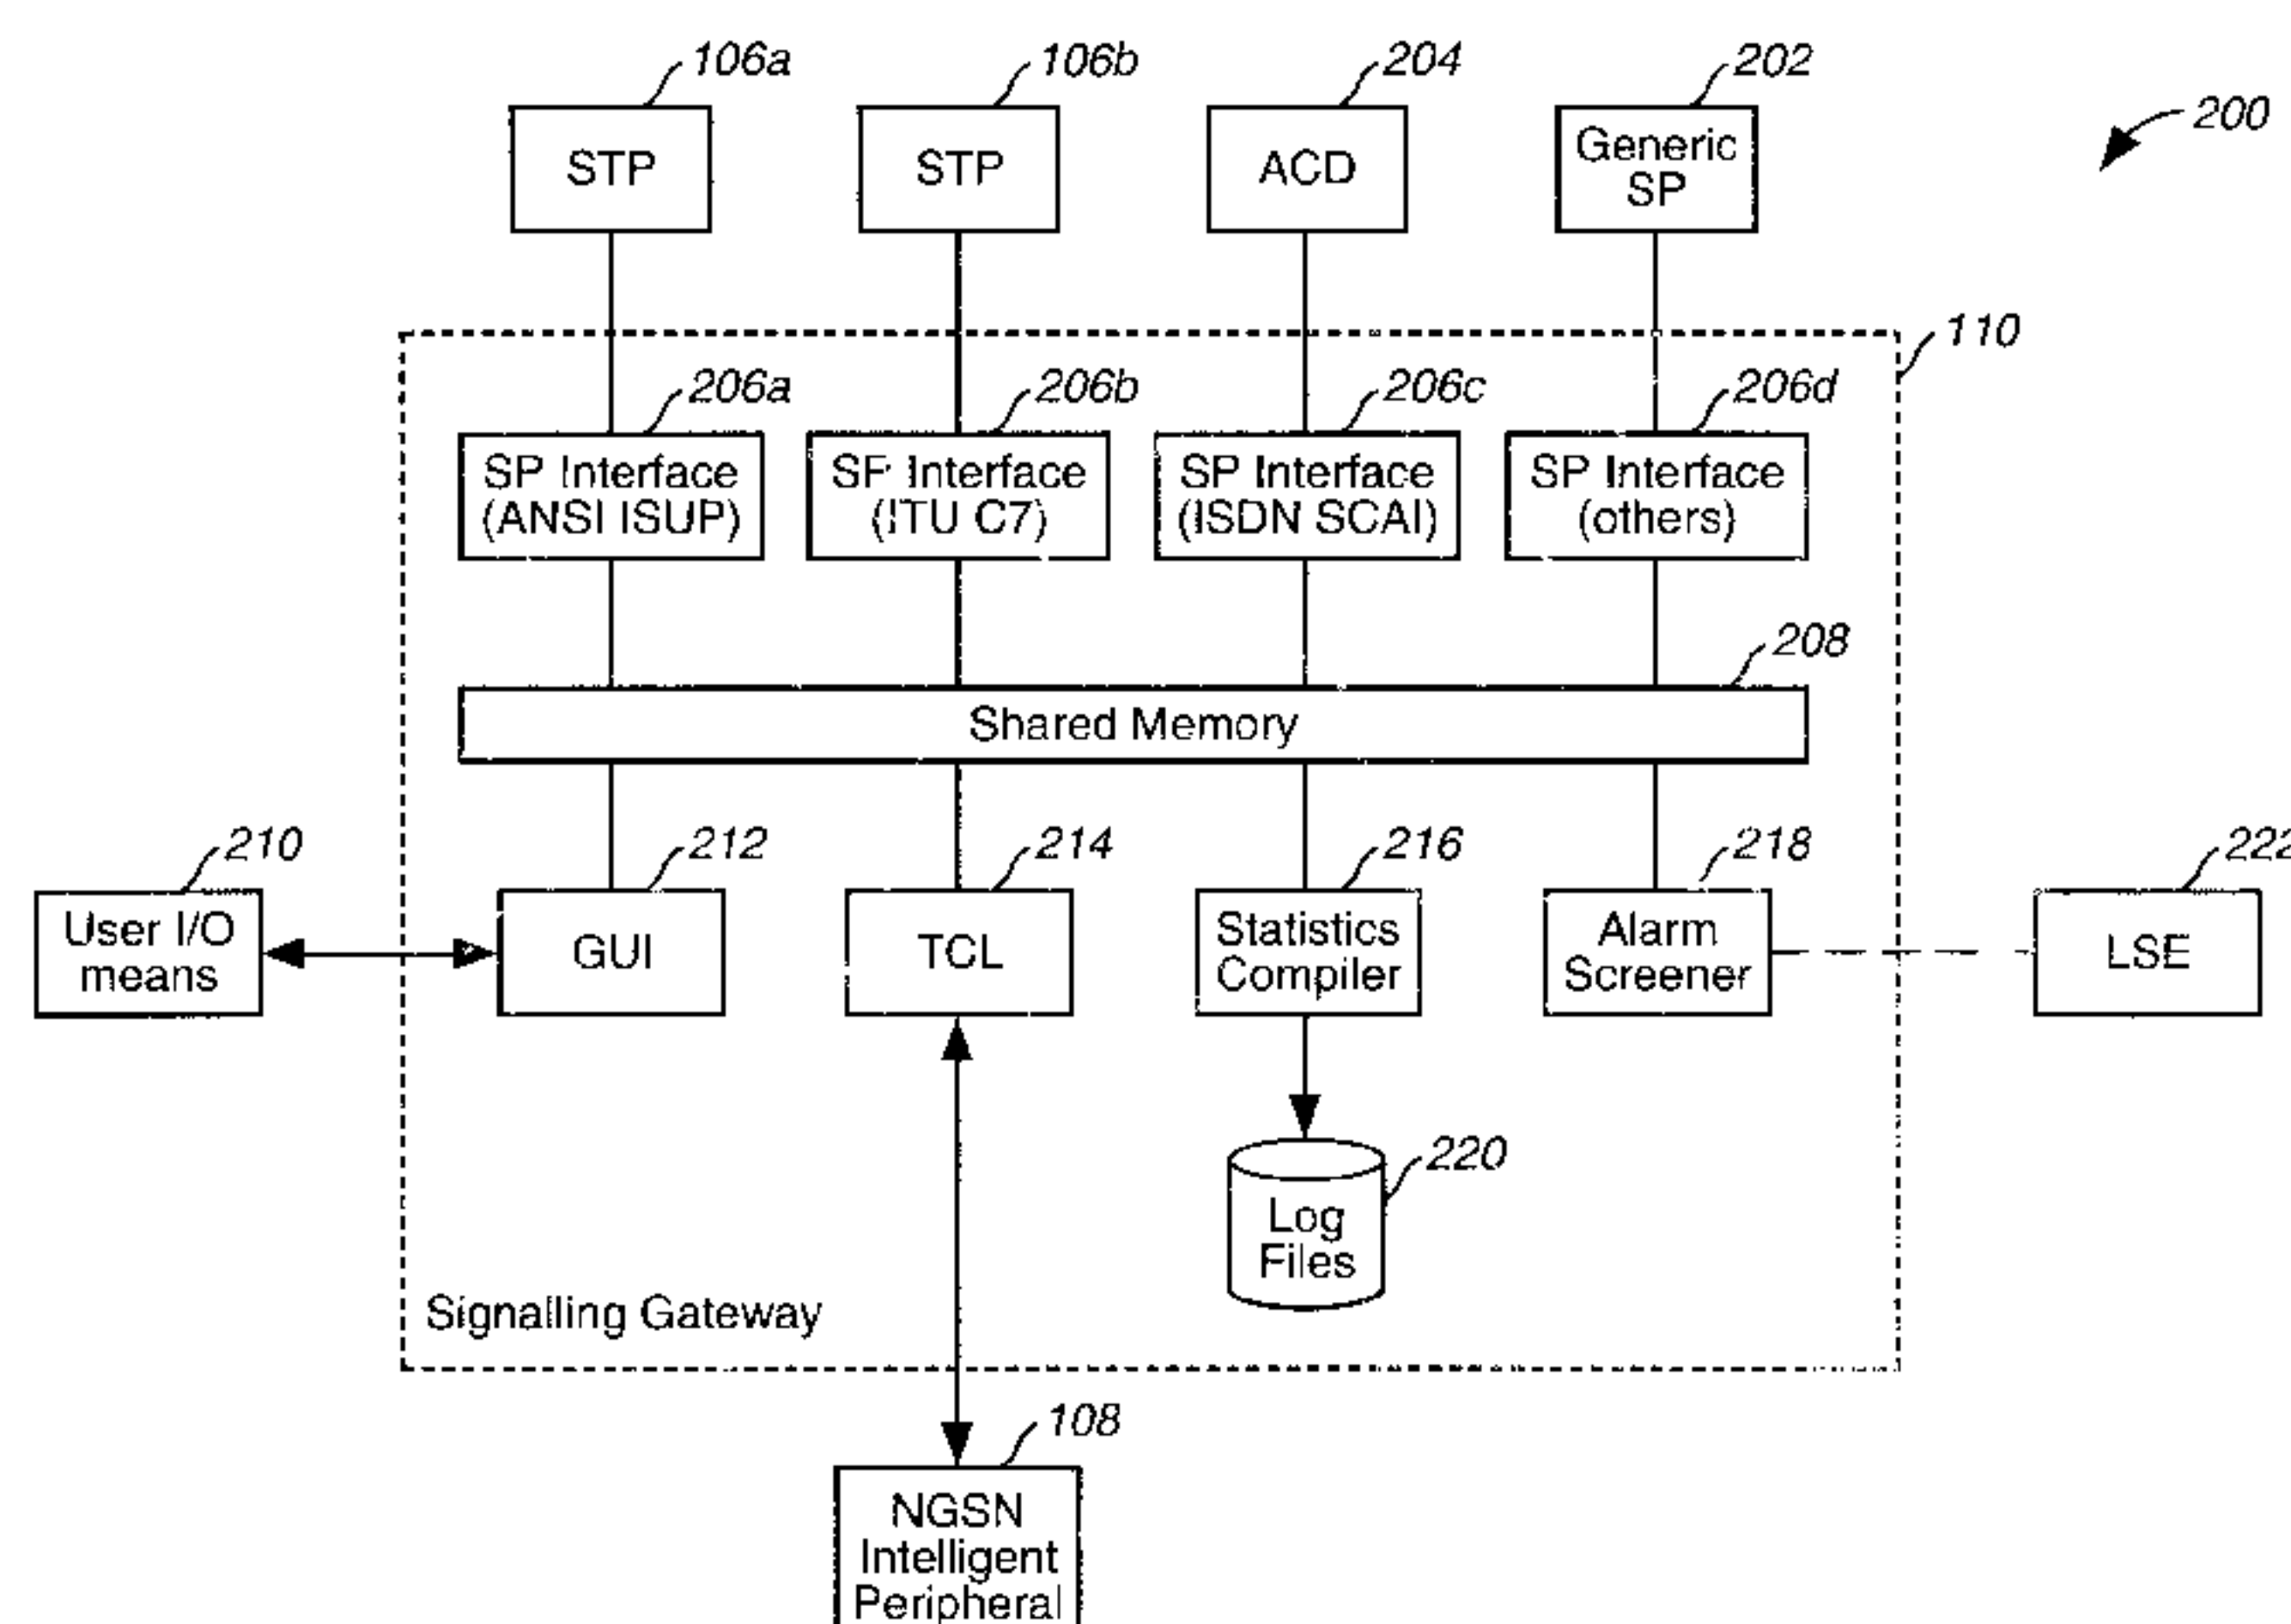 106a
106b
204
202
200
STP
STP
ACD
Generic
SP
110
206a
206b
206c
206d
SP Interface
(ANSI ISUP)
SP Interface
(ITU C7)
SP Interface
(ISDN SCAI)
SP Interface
(others)
208
Shared Memory
210
212
214
216
218
222
User I/O
means
GUI
TCL
Statistics
Compiler
Alarm
Screener
LSE
220
Log
Files
Signalling Gateway
108
NGSN
Intelligent
Peripheral